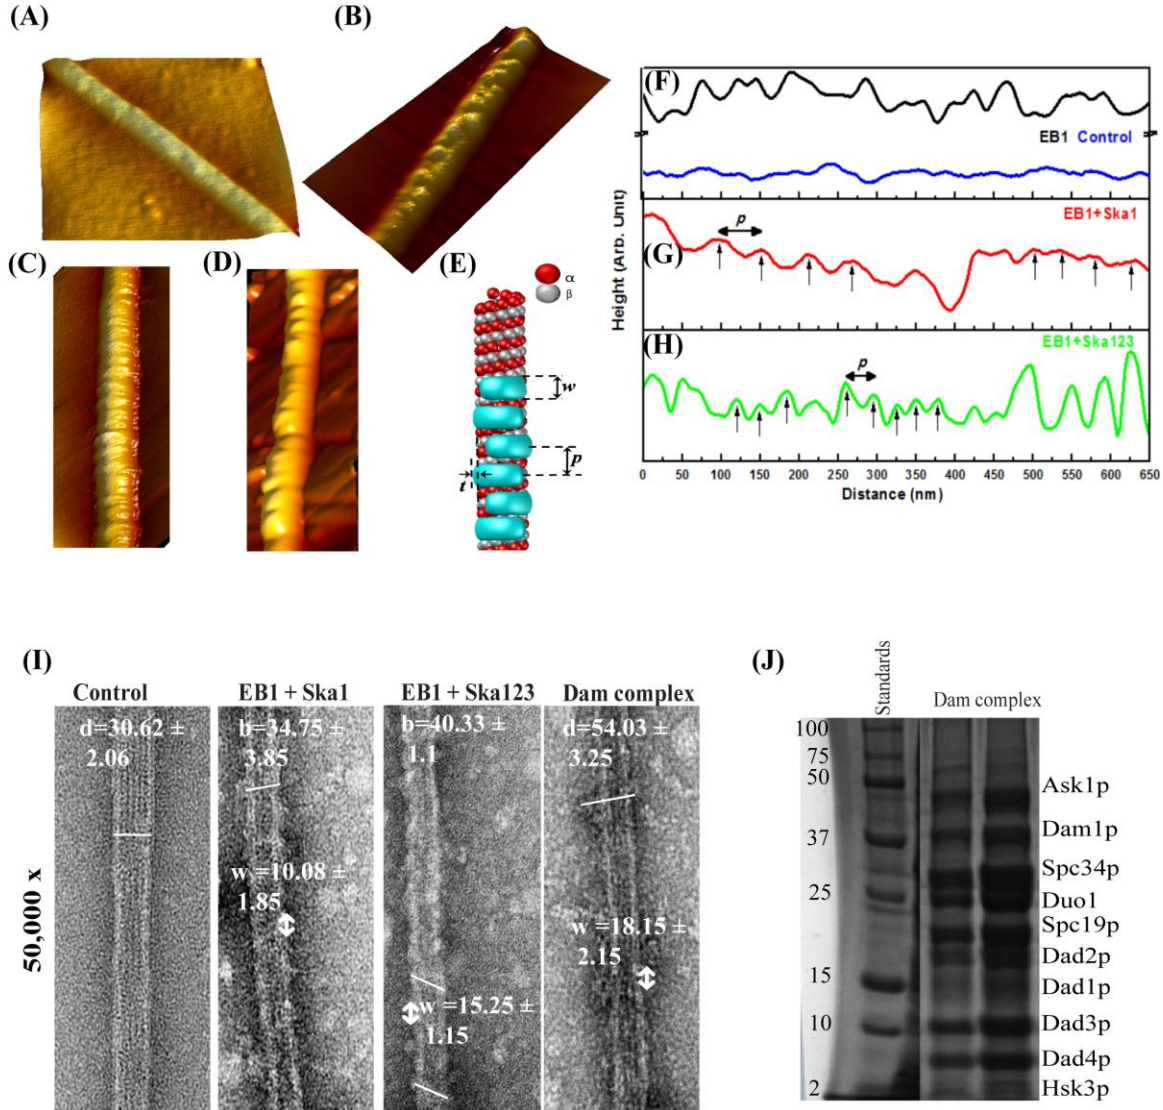 (A)
(B)
(C)
(D)
(E)
α
β
w
p
t
(F)
EB1 Control
EB1+Ska1
p
(G)
EB1+Ska123
(H)
p
Height (Arb. Unit)
0 50 100 150 200 250 300 350 400 450 500 550 600 650
Distance (nm)
(I)
Control
EB1 + Ska1
EB1 + Ska123
Dam complex
d=30.62 ±
2.06
b=34.75 ±
3.85
b=40.33 ±
1.1
d=54.03 ±
3.25
w =10.08 ±
1.85
w =15.25 ±
1.15
w =18.15 ±
2.15
50,000 x
(J)
Standards
Dam complex
100
75
50
37
25
15
10
2
Ask1p
Dam1p
Spc34p
Duo1
Spc19p
Dad2p
Dad1p
Dad3p
Dad4p
Hsk3p